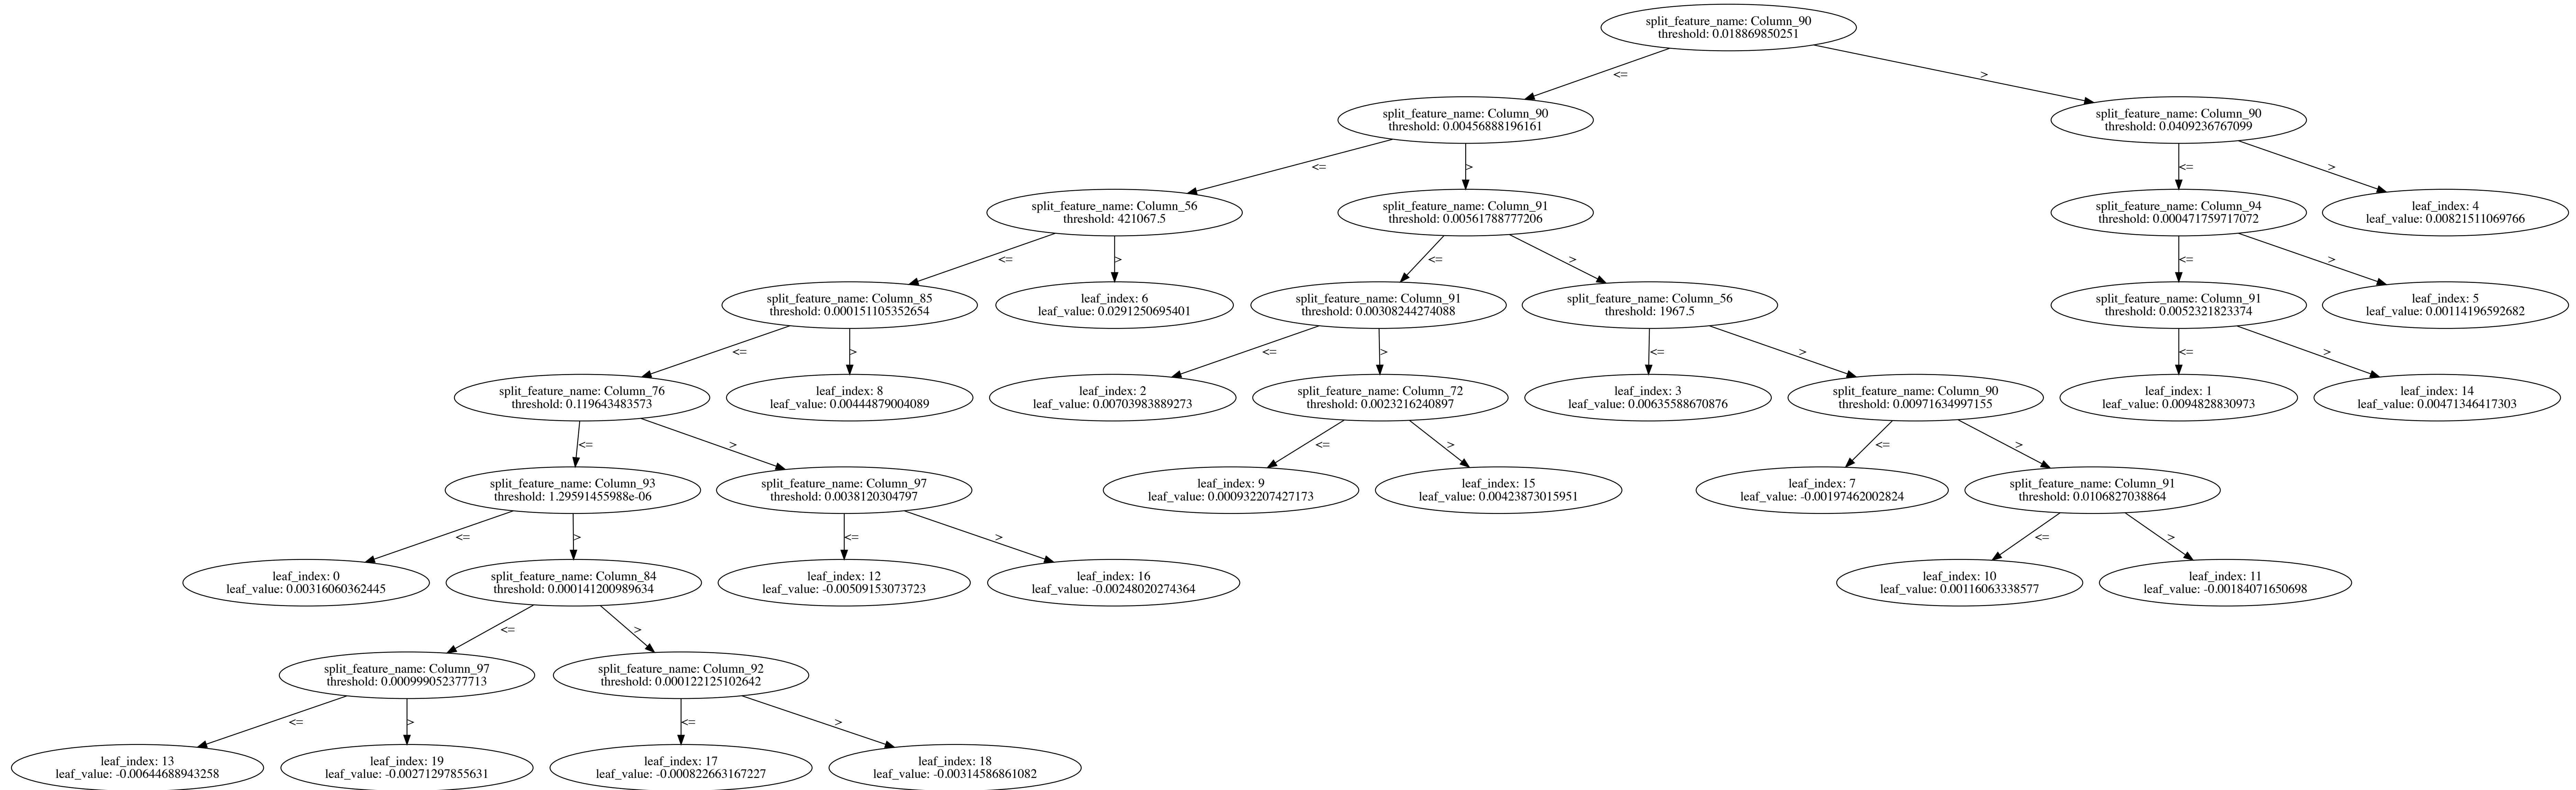 split_feature_name: Column_90
threshold: 0.018869850251
<=
>
split_feature_name: Column_90
threshold: 0.00456888196161
split_feature_name: Column_90
threshold: 0.0409236767099
<=
>
<=
>
split_feature_name: Column_56
threshold: 421067.5
split_feature_name: Column_91
threshold: 0.00561788777206
split_feature_name: Column_94
threshold: 0.000471759717072
leaf_index: 4
leaf_value: 0.00821511069766
<=
>
<=
>
<=
>
split_feature_name: Column_85
threshold: 0.000151105352654
leaf_index: 6
leaf_value: 0.0291250695401
split_feature_name: Column_91
threshold: 0.00308244274088
split_feature_name: Column_56
threshold: 1967.5
split_feature_name: Column_91
threshold: 0.0052321823374
leaf_index: 5
leaf_value: 0.00114196592682
<=
>
<=
>
<=
>
<=
>
split_feature_name: Column_76
threshold: 0.119643483573
leaf_index: 8
leaf_value: 0.00444879004089
leaf_index: 2
leaf_value: 0.00703983889273
split_feature_name: Column_72
threshold: 0.0023216240897
leaf_index: 3
leaf_value: 0.00635588670876
split_feature_name: Column_90
threshold: 0.00971634997155
leaf_index: 1
leaf_value: 0.0094828830973
leaf_index: 14
leaf_value: 0.00471346417303
<=
>
<=
>
<=
>
split_feature_name: Column_93
threshold: 1.29591455988e-06
split_feature_name: Column_97
threshold: 0.0038120304797
leaf_index: 9
leaf_value: 0.000932207427173
leaf_index: 15
leaf_value: 0.00423873015951
leaf_index: 7
leaf_value: -0.00197462002824
split_feature_name: Column_91
threshold: 0.0106827038864
<=
>
<=
>
<=
>
leaf_index: 0
leaf_value: 0.00316060362445
split_feature_name: Column_84
threshold: 0.000141200989634
leaf_index: 12
leaf_value: -0.00509153073723
leaf_index: 16
leaf_value: -0.00248020274364
leaf_index: 10
leaf_value: 0.00116063338577
leaf_index: 11
leaf_value: -0.00184071650698
<=
>
split_feature_name: Column_97
threshold: 0.000999052377713
split_feature_name: Column_92
threshold: 0.000122125102642
<=
>
<=
>
leaf_index: 13
leaf_value: -0.00644688943258
leaf_index: 19
leaf_value: -0.00271297855631
leaf_index: 17
leaf_value: -0.000822663167227
leaf_index: 18
leaf_value: -0.00314586861082